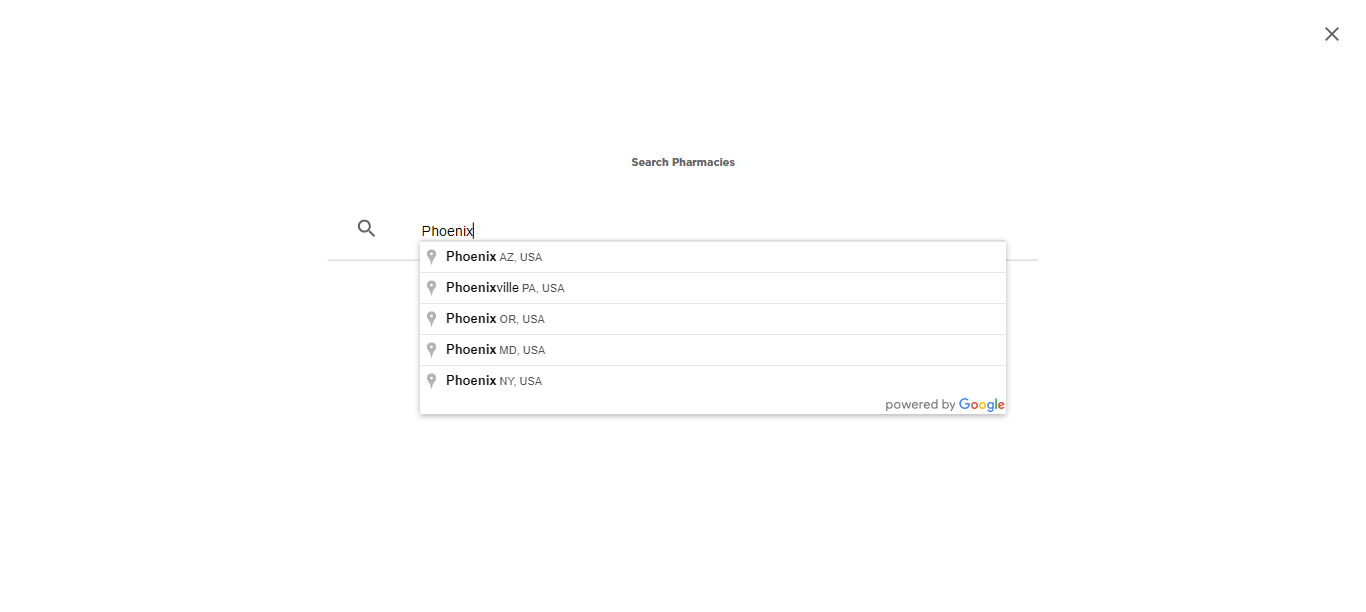 Search Pharmacies
Phoenix
Phoenix AZ, USA
Phoenixville PA, USA
Phoenix OR, USA
Phoenix MD, USA
Phoenix NY, USA
powered by Google